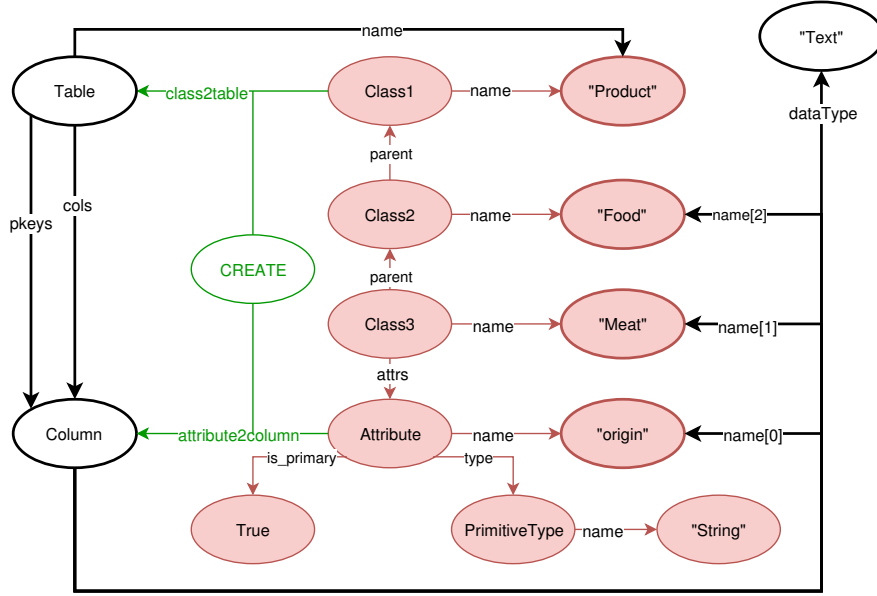 name
"Text"
Table
class2table
Class1
name
"Product"
dataType
parent
cols
pkeys
Class2
name
"Food"
name[2]
CREATE
parent
Class3
name
"Meat"
name[1]
attrs
Column
attribute2column
Attribute
name
"origin"
name[0]
is_primary
type
True
PrimitiveType
name
"String"